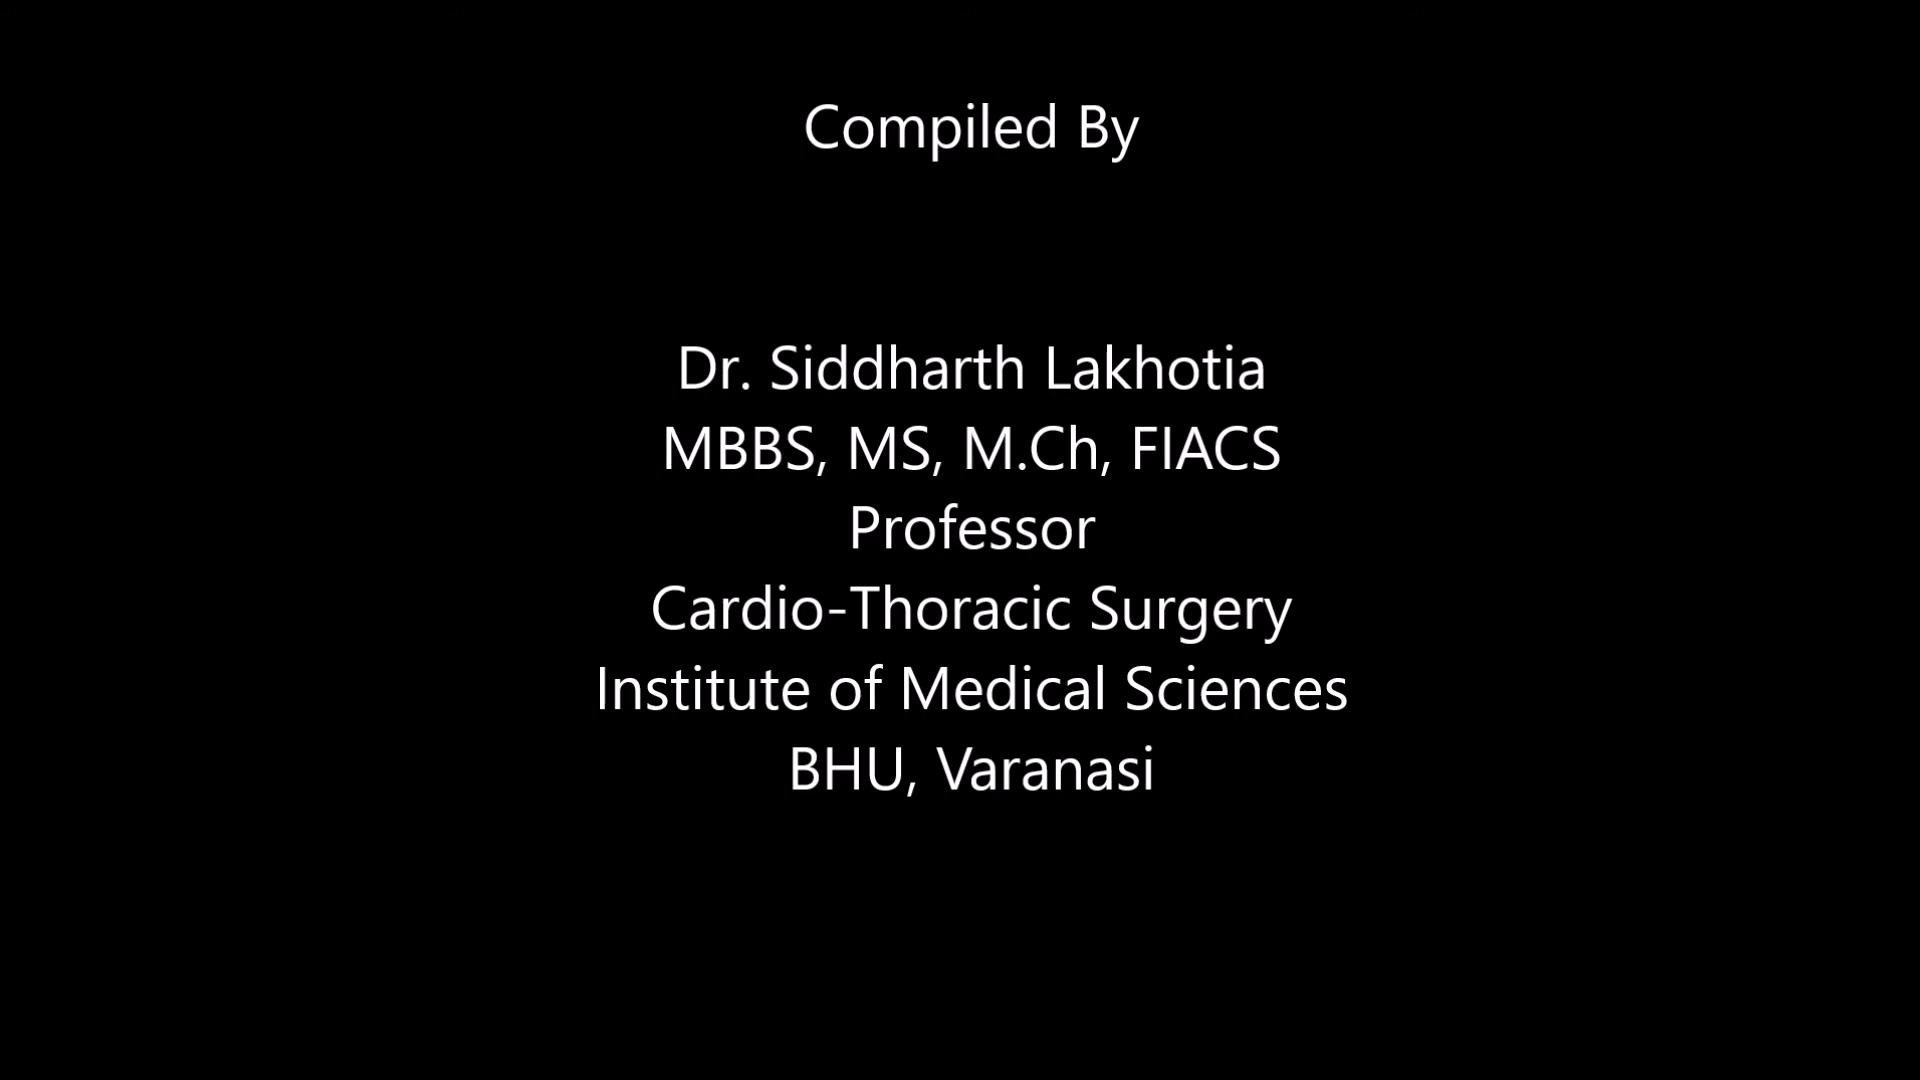 Compiled By
Dr. Siddharth Lakhotia
MBBS, MS, M.Ch, FIACS
Professor
Cardio-Thoracic Surgery
Institute of Medical Sciences
BHU, Varanasi